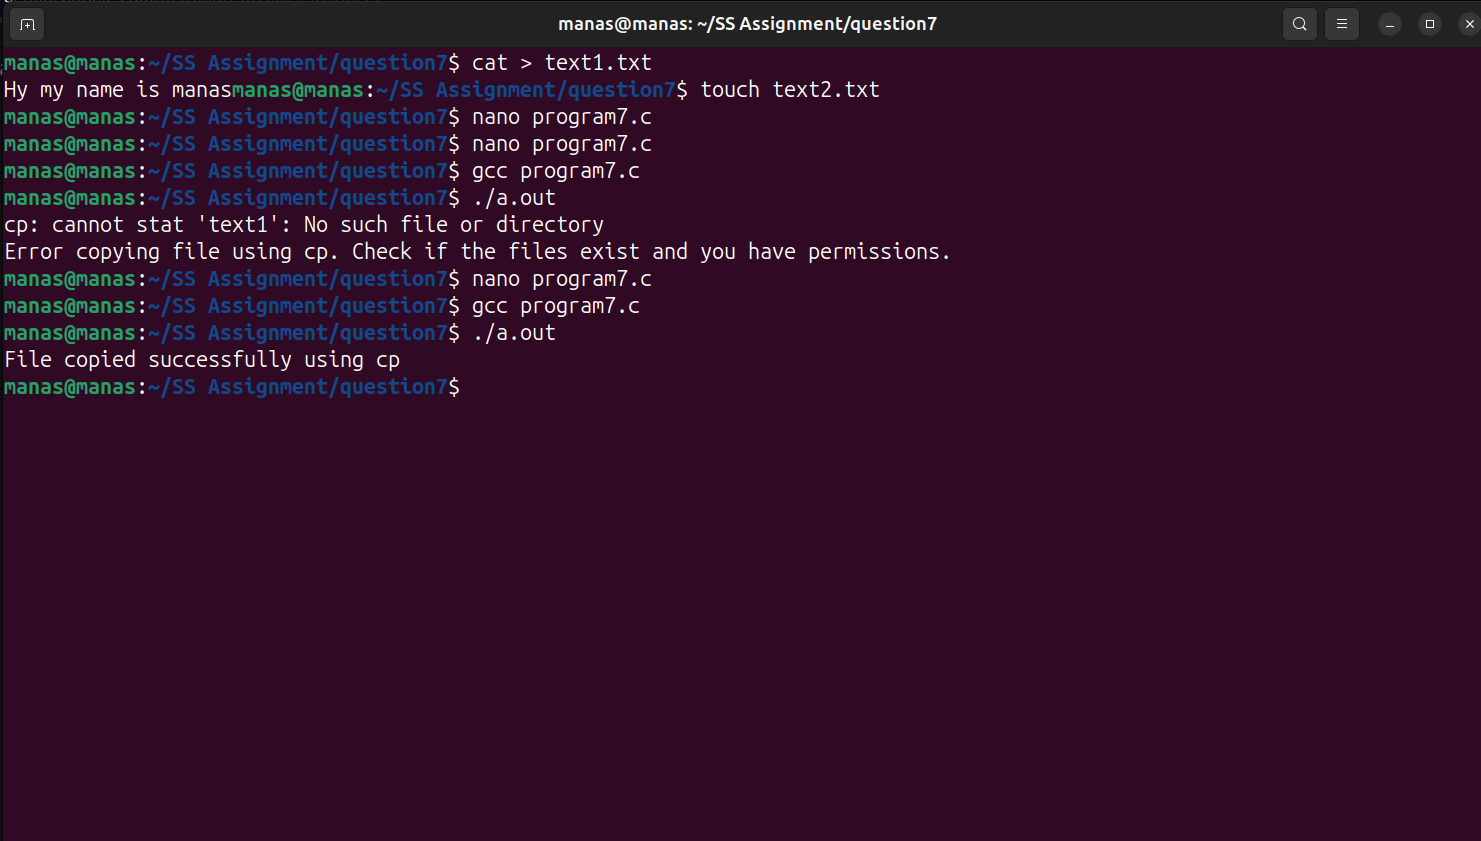 manas@manas: ~/SS Assignment/question7
manas@manas:~/SS Assignment/question7$ cat > text1.txt
Hy my name is manasmanas@manas:~/SS Assignment/question7$ touch text2.txt
manas@manas:~/SS Assignment/question7$ nano program7.c
manas@manas:~/SS Assignment/question7$ nano program7.c
manas@manas:~/SS Assignment/question7$ gcc program7.c
manas@manas:~/SS Assignment/question7$ ./a.out
cp: cannot stat 'text1': No such file or directory
Error copying file using cp. Check if the files exist and you have permissions.
manas@manas:~/SS Assignment/question7$ nano program7.c
manas@manas:~/SS Assignment/question7$ gcc program7.c
manas@manas:~/SS Assignment/question7$ ./a.out
File copied successfully using cp
manas@manas:~/SS Assignment/question7$